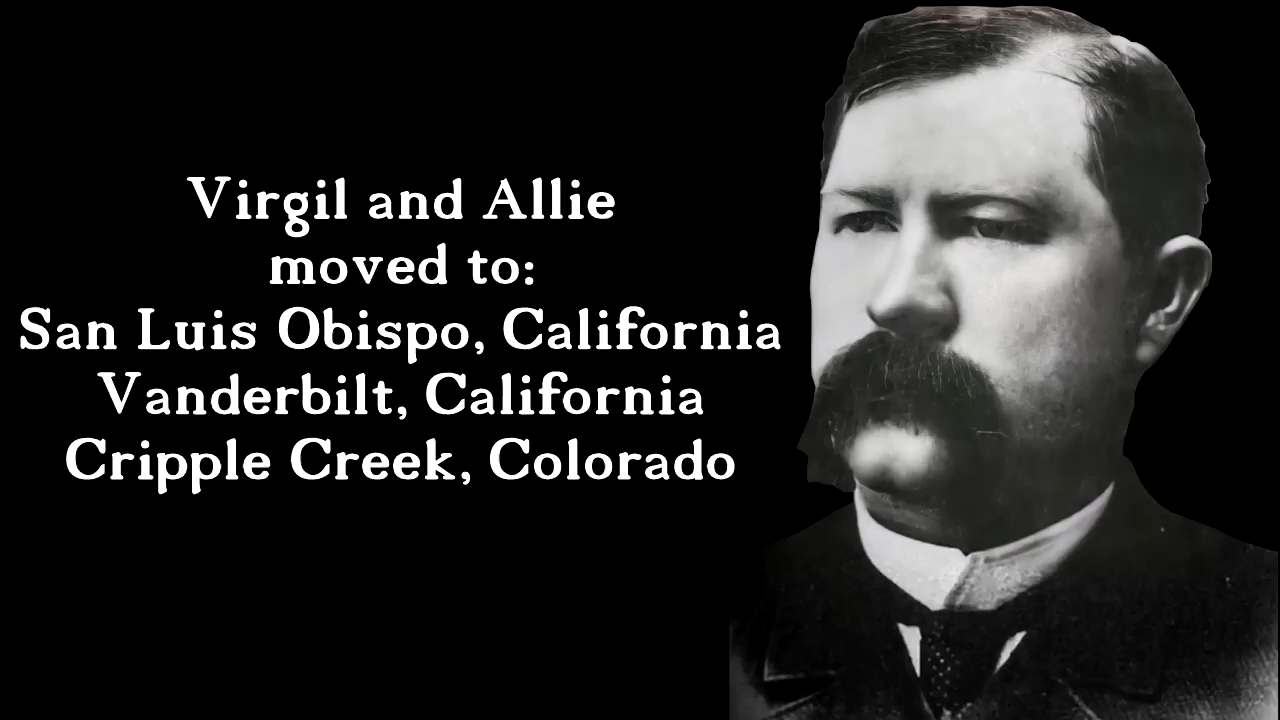 Virgil and Allie
moved to:
San Luis Obispo, California
Vanderbilt, California
Cripple Creek, Colorado